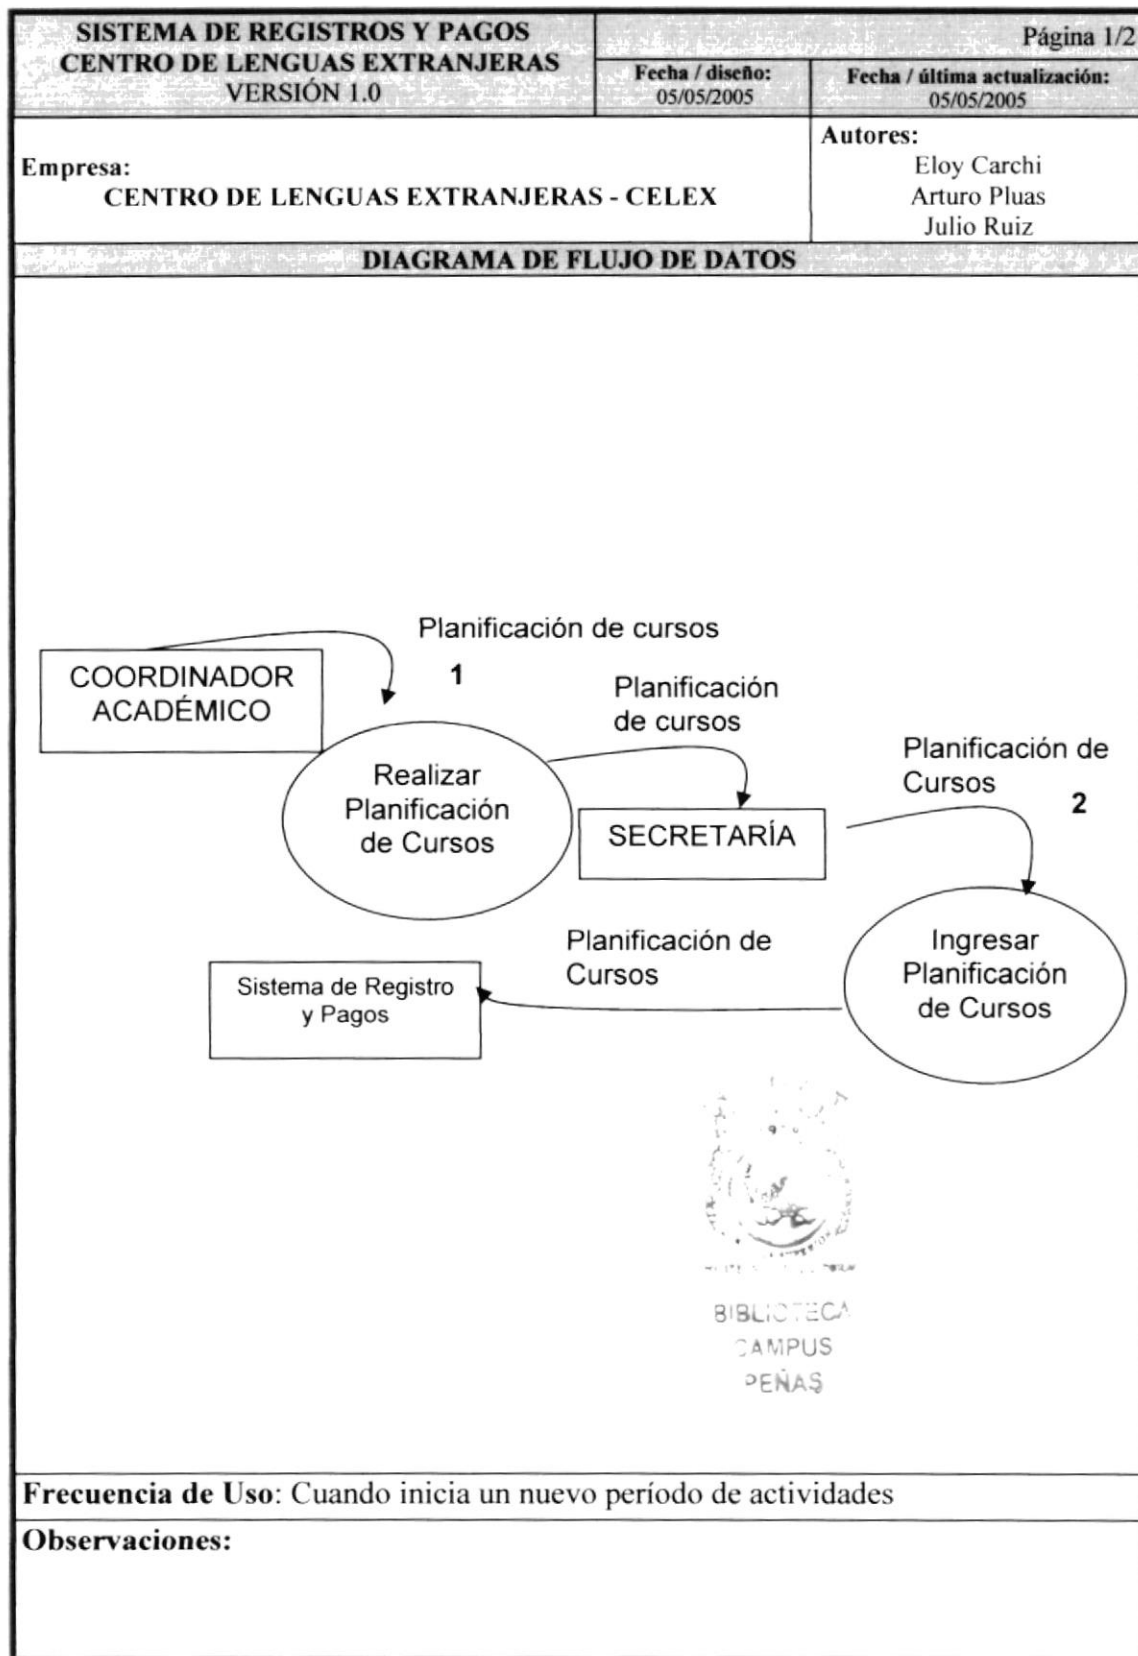 SISTEMA DE REGISTROS Y PAGOS
CENTRO DE LENGUAS EXTRANJERAS
VERSIÓN 1.0
Página 1/2
Fecha / diseño:
05/05/2005
Fecha / última actualización:
05/05/2005
Empresa:
CENTRO DE LENGUAS EXTRANJERAS - CELEX
Autores:
Eloy Carchi
Arturo Pluas
Julio Ruiz
DIAGRAMA DE FLUJO DE DATOS
Planificación de cursos
1
COORDINADOR
ACADÉMICO
Realizar
Planificación
de Cursos
Planificación
de cursos
SECRETARÍA
Planificación de
Cursos
2
Ingresar
Planificación
de Cursos
Planificación de
Cursos
Sistema de Registro
y Pagos
BIBLIOTECA
CAMPUS
PEÑAS
Frecuencia de Uso: Cuando inicia un nuevo período de actividades
Observaciones: